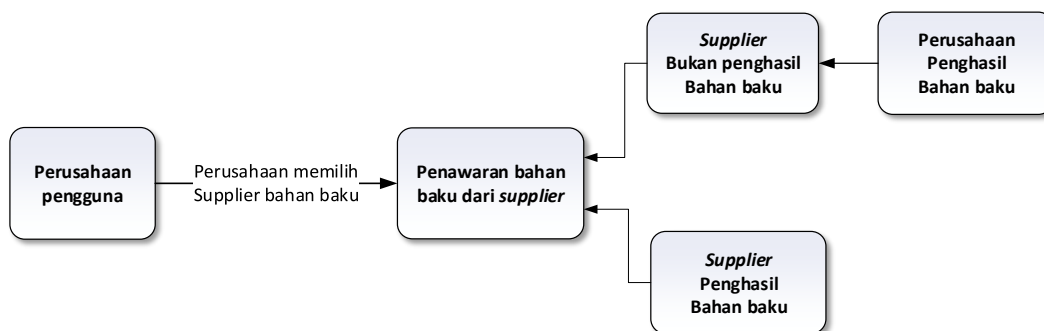 Supplier
Bukan penghasil
Bahan baku
Perusahaan
Penghasil
Bahan baku
Perusahaan
pengguna
Perusahaan memilih
Supplier bahan baku
Penawaran bahan
baku dari supplier
Supplier
Penghasil
Bahan baku